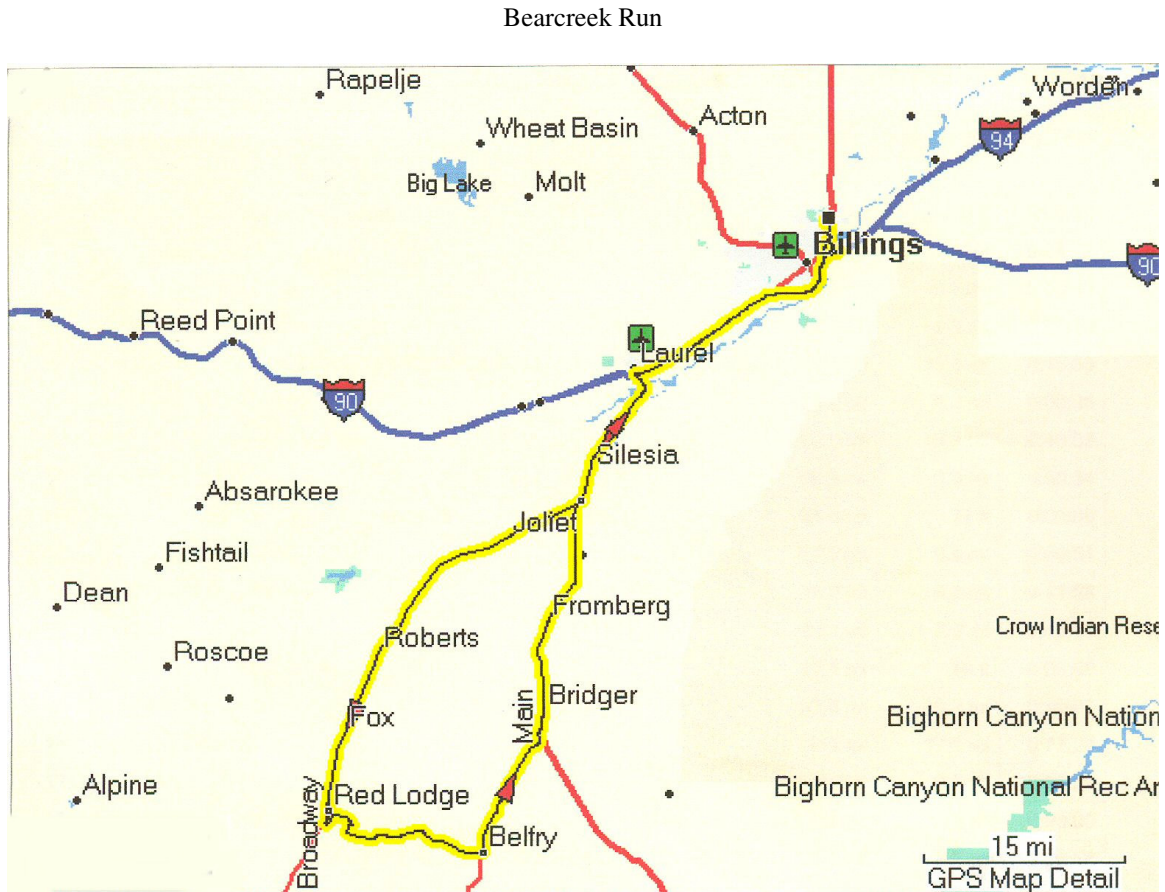 Bearcreek Run
Rapelje
Worden
Acton
Wheat Basin
94
Big Lake
Molt
Billings
90
Reed Point
Laurel
90
Silesia
Absarokee
Joliet
Fishtail
Dean
Fromberg
Crow Indian Rese
Roberts
Roscoe
Bridger
Main
Fox
Bighorn Canyon Nation
Alpine
Red Lodge
Bighorn Canyon National Rec Ar
Broadway
Belfry
15 mi
GPS Map Detail